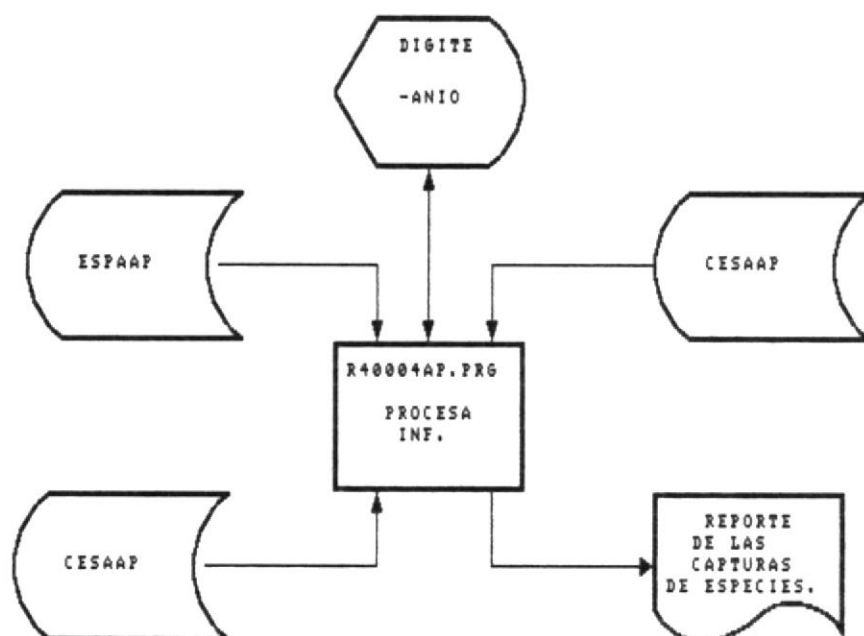 DIGITE
-ANIO
ESPAAP
CESAAP
R40004AP.PRG
PROCESA
INF.
CESAAP
REPORTE
DE LAS
CAPTURAS
DE ESPECIES.